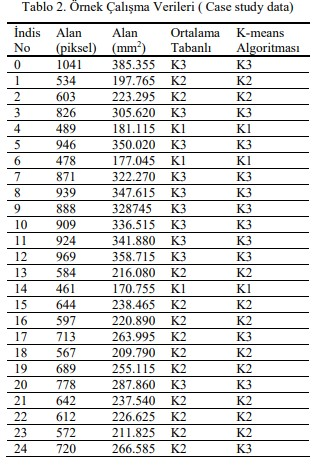 Tablo 2. Örnek Çalışma Verileri ( Case study data)
İndis No Alan (piksel) Alan (mm²) Ortalama Tabanlı K-means Algoritması
0 1041 385.355 K3 K3
1 534 197.765 K2 K2
2 603 223.295 K2 K2
3 826 305.620 K3 K3
4 489 181.115 K1 K1
5 946 350.020 K3 K3
6 478 177.045 K1 K1
7 871 322.270 K3 K3
8 939 347.615 K3 K3
9 888 328745 K3 K3
10 909 336.515 K3 K3
11 924 341.880 K3 K3
12 969 358.715 K3 K3
13 584 216.080 K2 K2
14 461 170.755 K1 K1
15 644 238.465 K2 K2
16 597 220.890 K2 K2
17 713 263.995 K2 K2
18 567 209.790 K2 K2
19 689 255.115 K2 K2
20 778 287.860 K3 K3
21 642 237.540 K2 K2
22 612 226.625 K2 K2
23 572 211.825 K2 K2
24 720 266.585 K2 K3